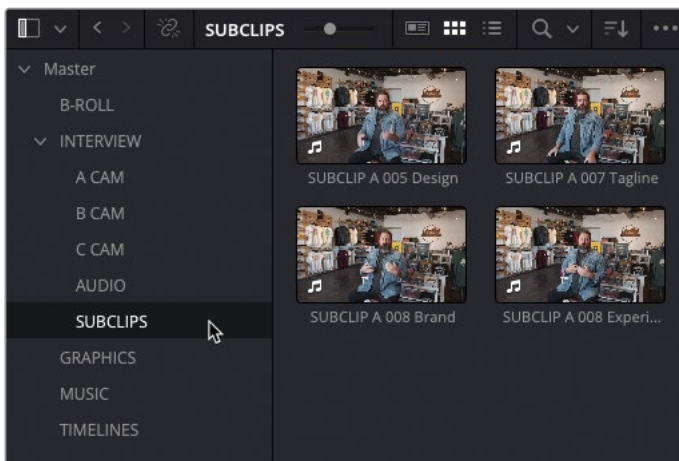 SUBCLIPS
Master
B-ROLL
INTERVIEW
A CAM
B CAM
C CAM
AUDIO
SUBCLIPS
GRAPHICS
MUSIC
TIMELINES
SUBCLIP A 005 Design
SUBCLIP A 007 Tagline
SUBCLIP A 008 Brand
SUBCLIP A 008 Experi...